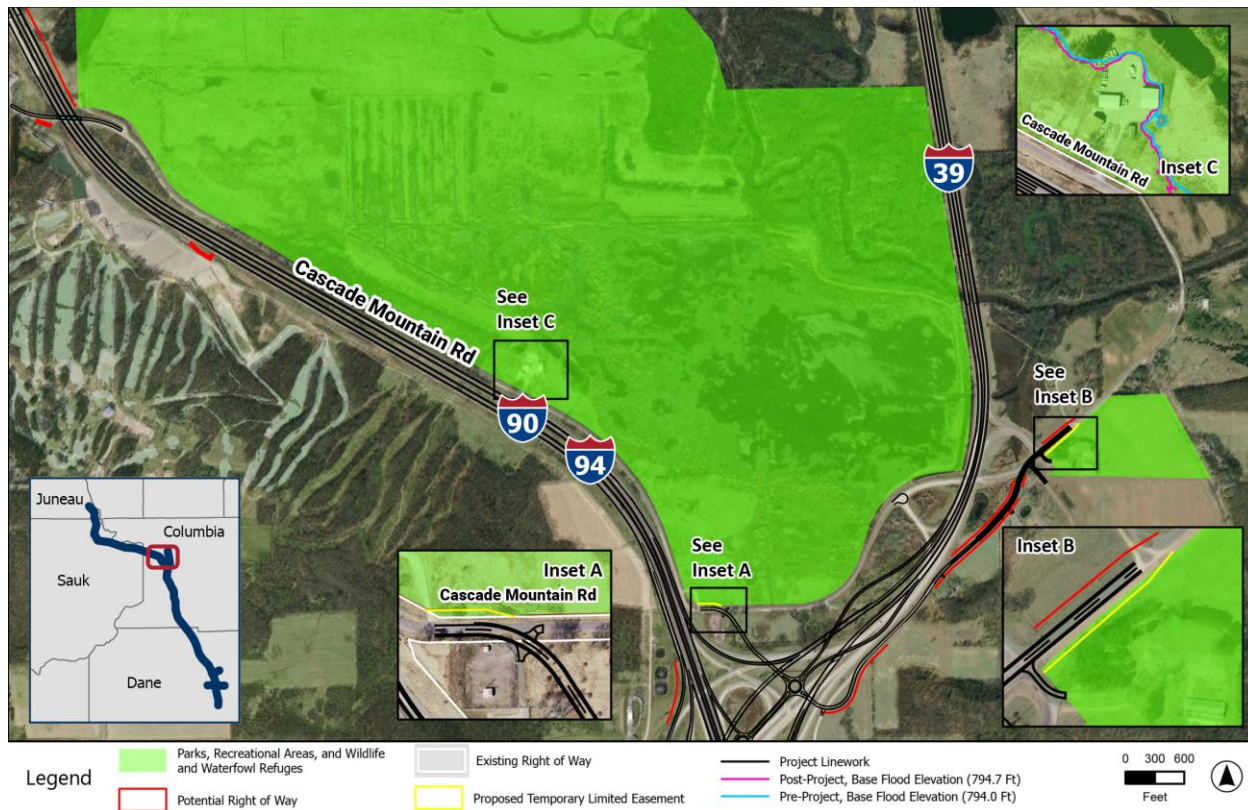 Cascade Mountain Rd
Inset C
39
Cascade Mountain Rd
See
Inset C
90
94
See
Inset B
Juneau
Columbia
Sauk
Dane
Inset A
Cascade Mountain Rd
See
Inset A
Inset B
Legend
Parks, Recreational Areas, and Wildlife
and Waterfowl Refuges
Potential Right of Way
Existing Right of Way
Proposed Temporary Limited Easement
Project Linework
Post-Project, Base Flood Elevation (794.7 Ft)
Pre-Project, Base Flood Elevation (794.0 Ft)
0 300 600
Feet